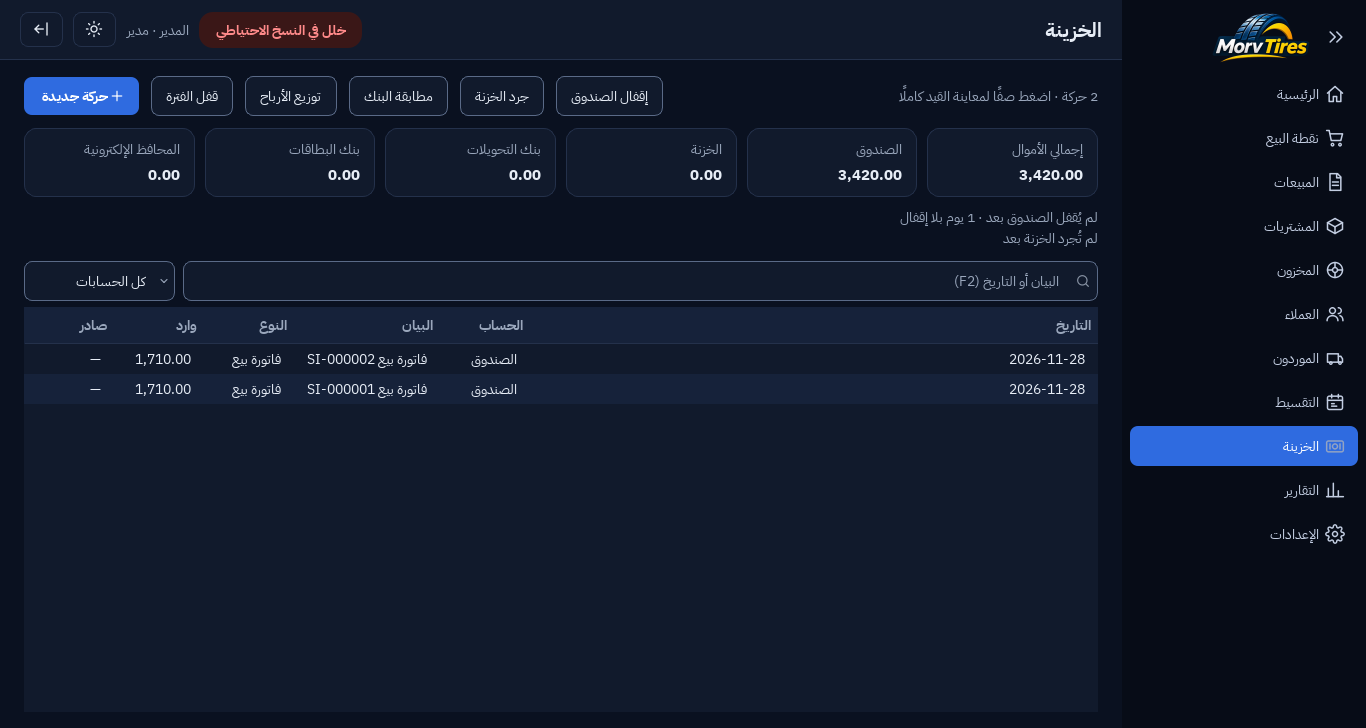 MorvTires
الرئيسية
نقطة البيع
المبيعات
المشتريات
المخزون
العملاء
الموردون
التقسيط
الخزينة
التقارير
الإعدادات
الخزينة
خلل في النسخ الاحتياطي
المدير · مدير
2 حركة · اضغط صفًا لمعاينة القيد كاملًا
إقفال الصندوق
جرد الخزنة
مطابقة البنك
توزيع الأرباح
قفل الفترة
حركة جديدة
إجمالي الأموال
3,420.00
الصندوق
3,420.00
الخزنة
0.00
بنك التحويلات
0.00
بنك البطاقات
0.00
المحافظ الإلكترونية
0.00
لم يُقفل الصندوق بعد · 1 يوم بلا إقفال
لم تُجرد الخزنة بعد
البيان أو التاريخ (F2)
كل الحسابات
التاريخ الحساب البيان النوع وارد صادر
2026-11-28 الصندوق فاتورة بيع SI-000002 فاتورة بيع 1,710.00 —
2026-11-28 الصندوق فاتورة بيع SI-000001 فاتورة بيع 1,710.00 —